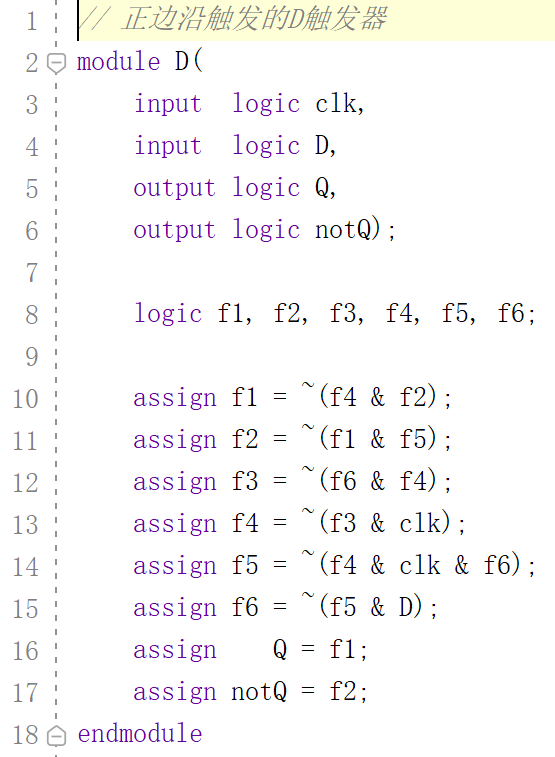 1 // 正边沿触发的D触发器
2 module D(
3     input  logic clk,
4     input  logic D,
5     output logic Q,
6     output logic notQ);
7
8     logic f1, f2, f3, f4, f5, f6;
9
10     assign f1 = ~(f4 & f2);
11     assign f2 = ~(f1 & f5);
12     assign f3 = ~(f6 & f4);
13     assign f4 = ~(f3 & clk);
14     assign f5 = ~(f4 & clk & f6);
15     assign f6 = ~(f5 & D);
16     assign    Q = f1;
17     assign notQ = f2;
18 endmodule